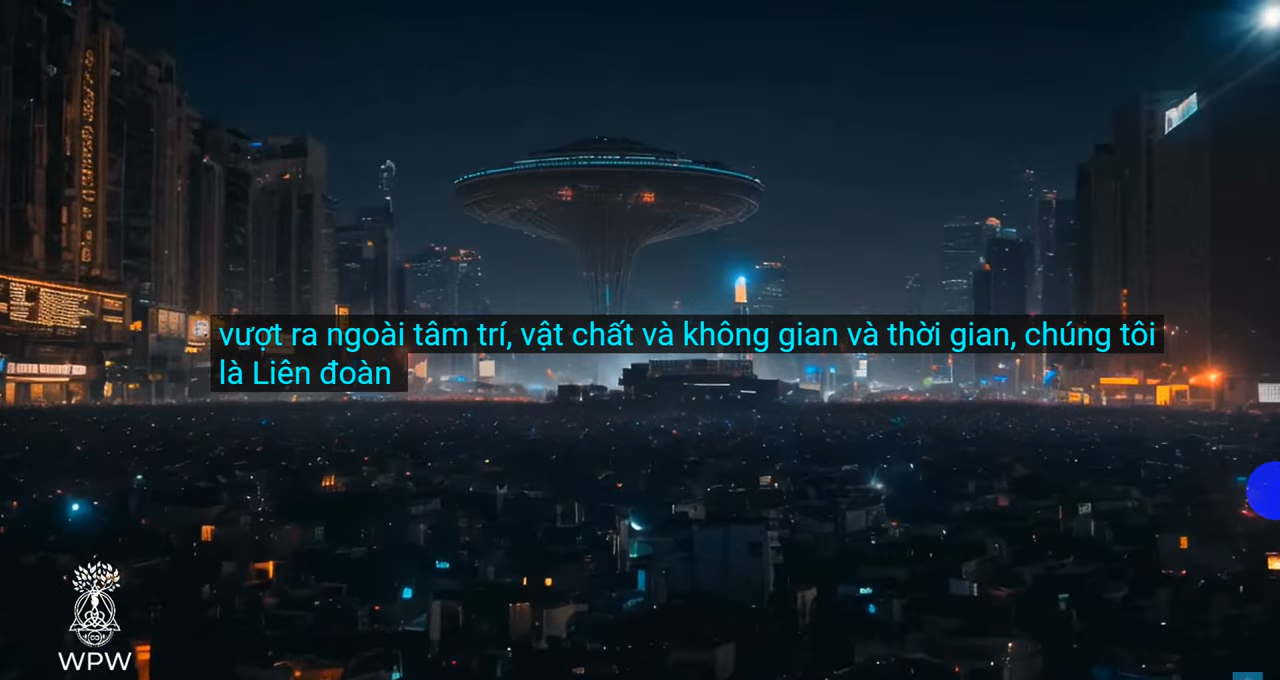 vượt ra ngoài tâm trí, vật chất và không gian và thời gian, chúng tôi
là Liên đoàn
WPW